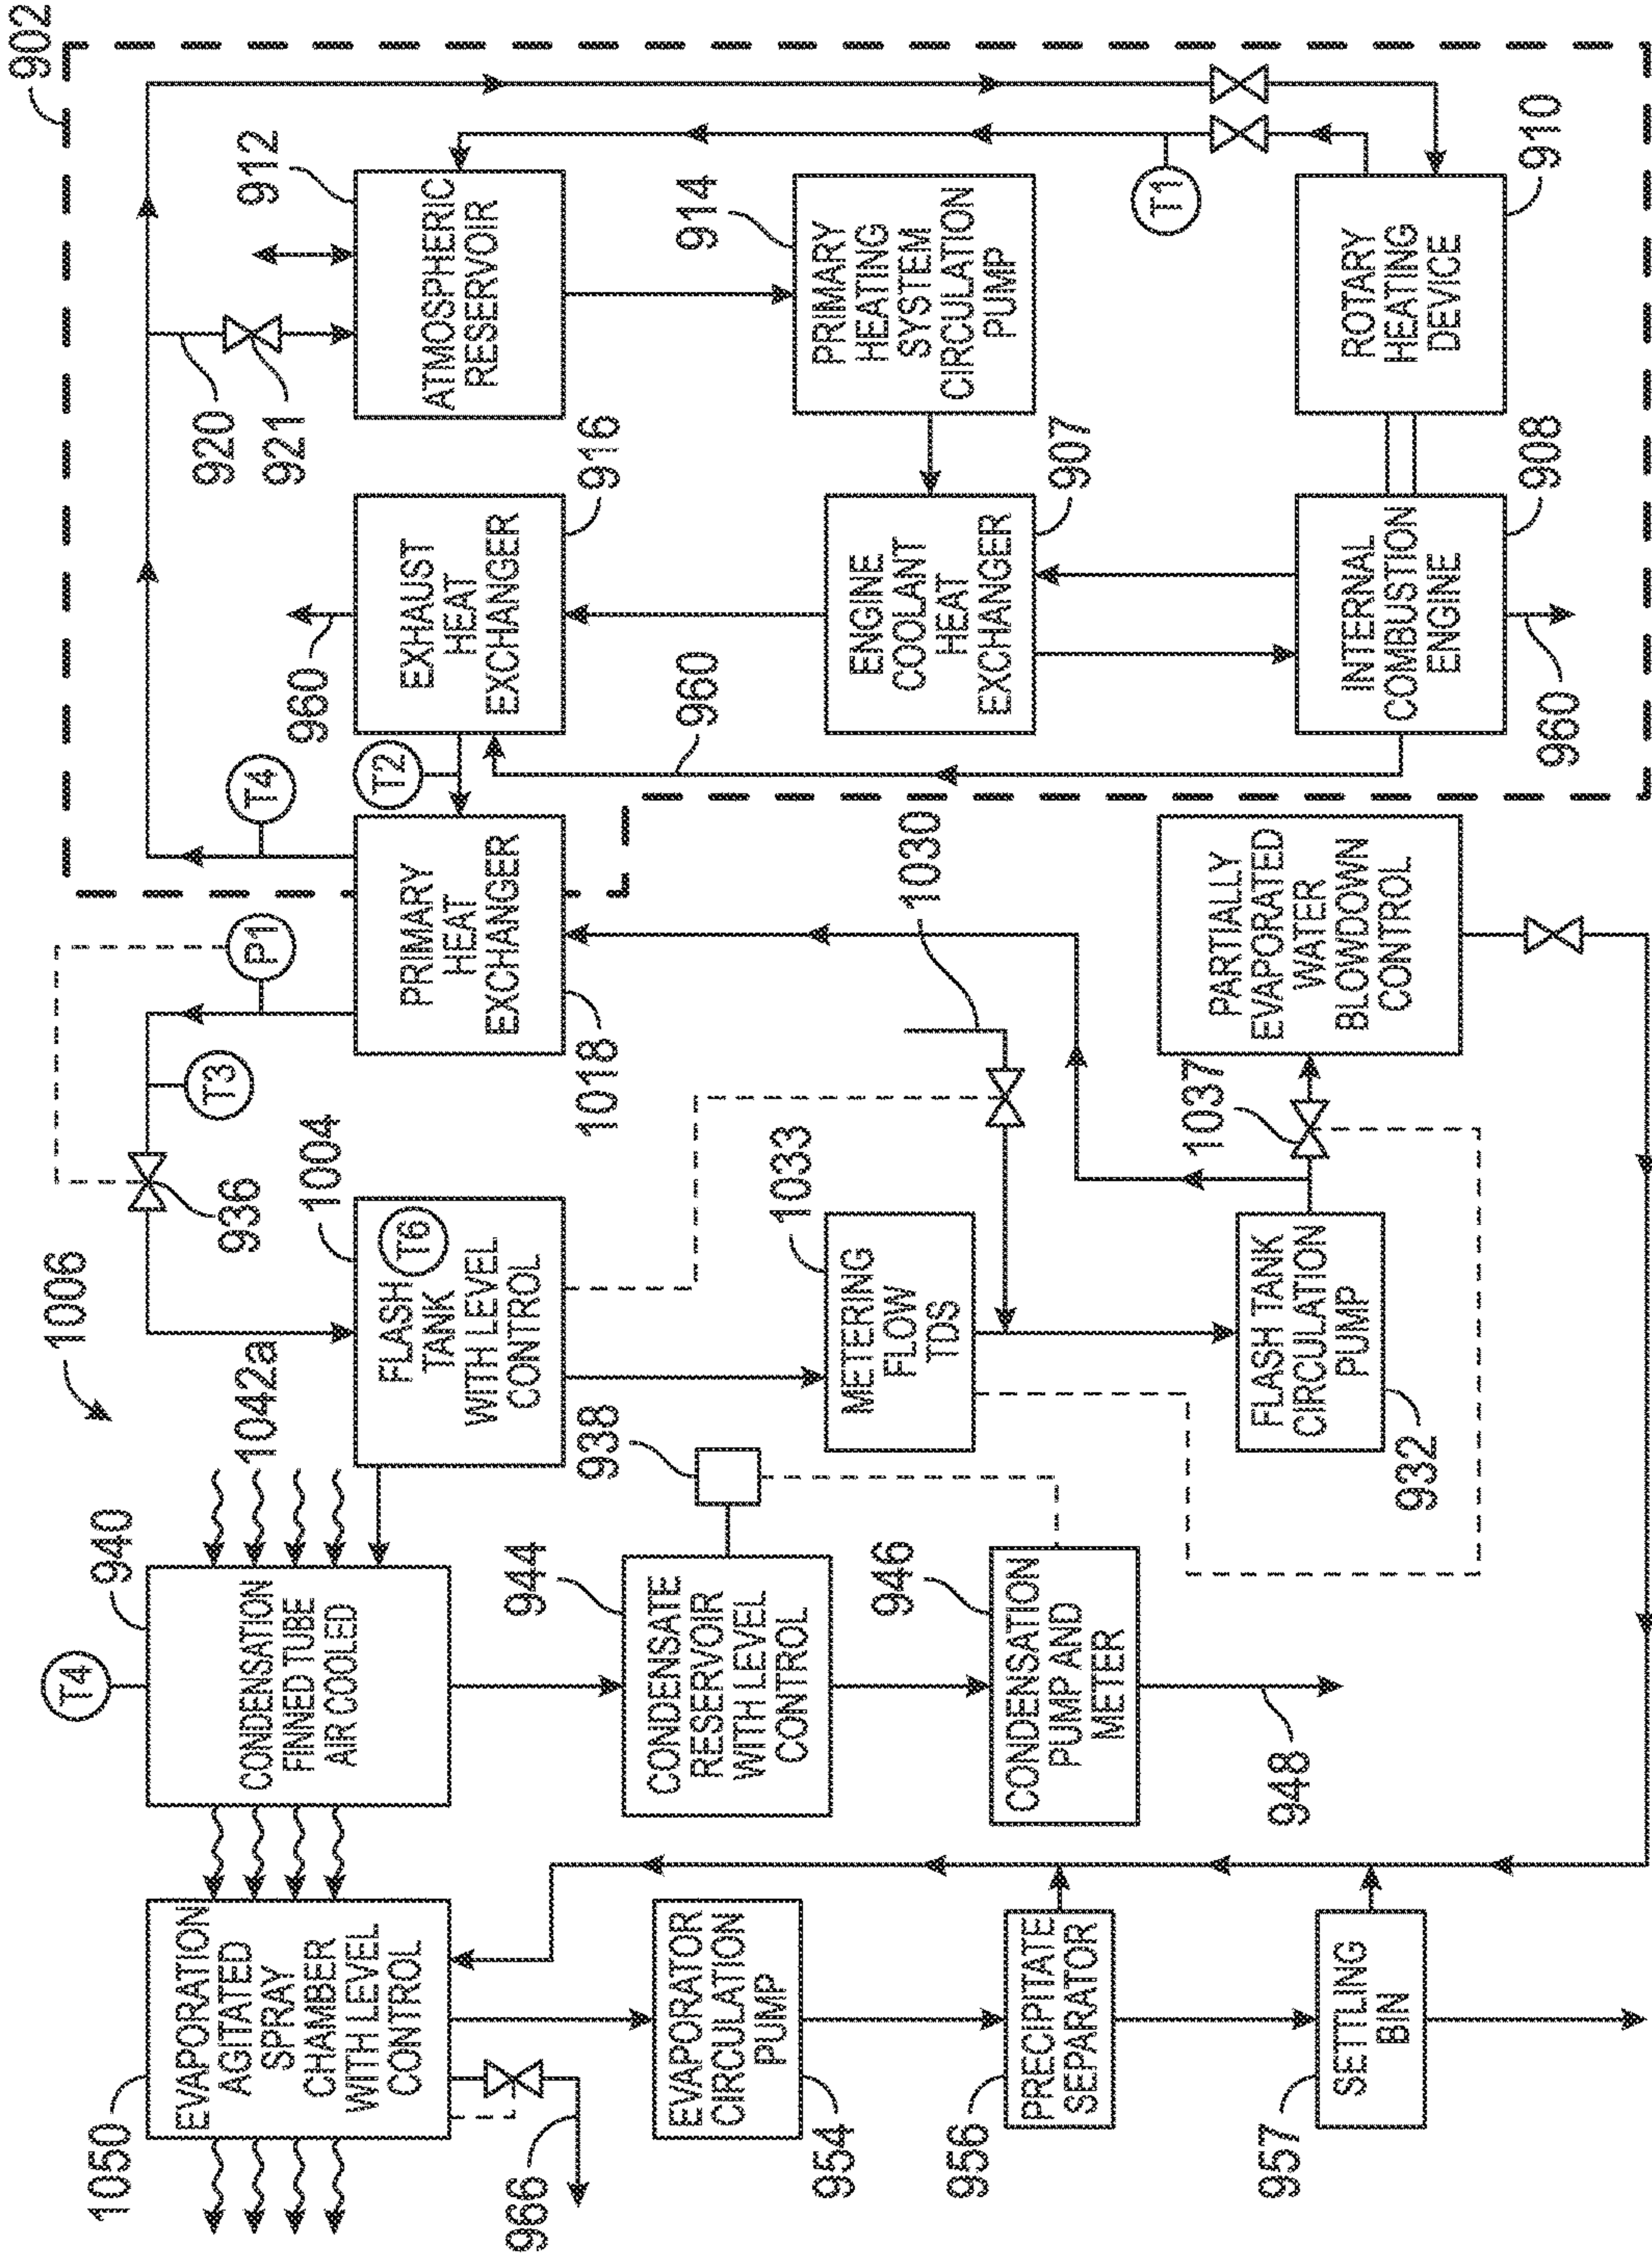 1006
902
T4
940
1042a
936
T3
P1
T4
920
921
912
1050
EVAPORATION
AGITATED
SPRAY
CHAMBER
WITH LEVEL
CONTROL
CONDENSATION
FINNED TUBE
AIR COOLED
1004
FLASH
TANK
WITH LEVEL
CONTROL
T6
PRIMARY
HEAT
EXCHANGER
1018
T2
960
EXHAUST
HEAT
EXCHANGER
916
ATMOSPHERIC
RESERVOIR
966
944
CONDENSATE
RESERVOIR
WITH LEVEL
CONTROL
938
1033
METERING
FLOW
TDS
1030
960
ENGINE
COOLANT
HEAT
EXCHANGER
907
914
PRIMARY
HEATING
SYSTEM
CIRCULATION
PUMP
EVAPORATOR
CIRCULATION
PUMP
954
946
CONDENSATION
PUMP AND
METER
948
FLASH TANK
CIRCULATION
PUMP
932
1037
PARTIALLY
EVAPORATED
WATER
BLOWDOWN
CONTROL
T1
PRECIPITATE
SEPARATOR
956
INTERNAL
COMBUSTION
ENGINE
908
960
ROTARY
HEATING
DEVICE
910
SETTLING
BIN
957